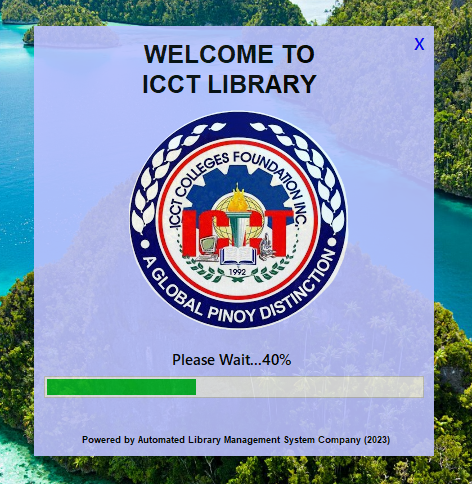 WELCOME TO
X
ICCT LIBRARY
ICCT COLLEGES FOUNDATION INC.
ICCT
1992
A GLOBAL PINOY DISTINCTION
Please Wait...40%
Powered by Automated Library Management System Company (2023)